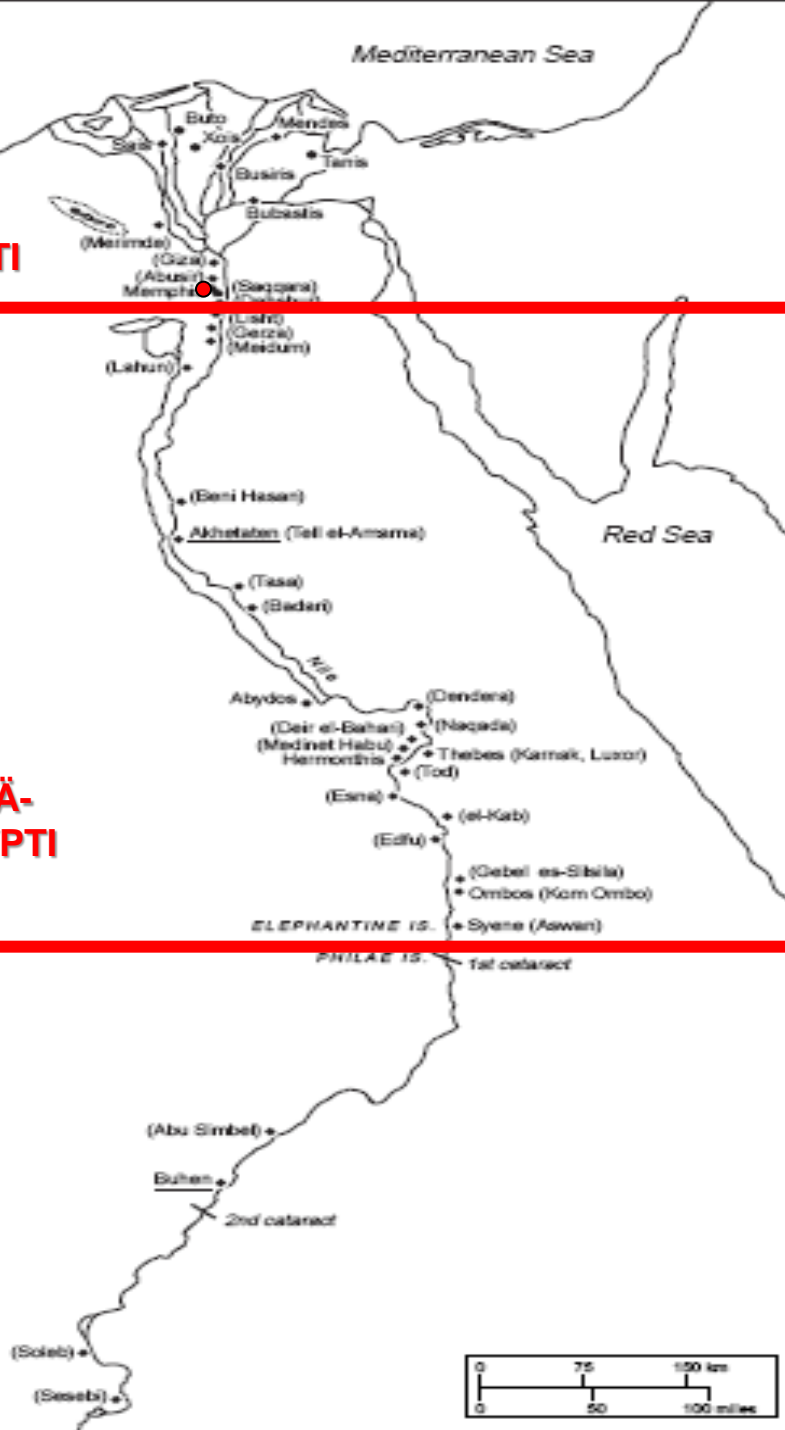 Mediterranean Sea
Buto
Mendes
Xois
Sais
Tanis
Busiris
Bubastis
(Merimde)
TI
(Giza)
(Abusir)
(Saqqara)
(Lisht)
(Gerza)
(Meidum)
(Lahun)
(Beni Hasan)
Akhetaten (Tell el-Amarna)
Red Sea
(Tasa)
(Badari)
Nile
Abydos
(Dendera)
(Deir el-Bahari)
(Naqada)
(Medinet Habu)
Hermonthis
Thebes (Karnak, Luxor)
(Tod)
Ä-
(Esna)
(el-Kab)
PTI
(Edfu)
(Gebel es-Silsila)
Ombos (Kom Ombo)
ELEPHANTINE IS.
Syene (Aswan)
PHILAE IS.
1st cataract
(Abu Simbel)
Buhen
2nd cataract
(Soleb)
(Sesebi)
0 75 150 km
0 50 100 miles